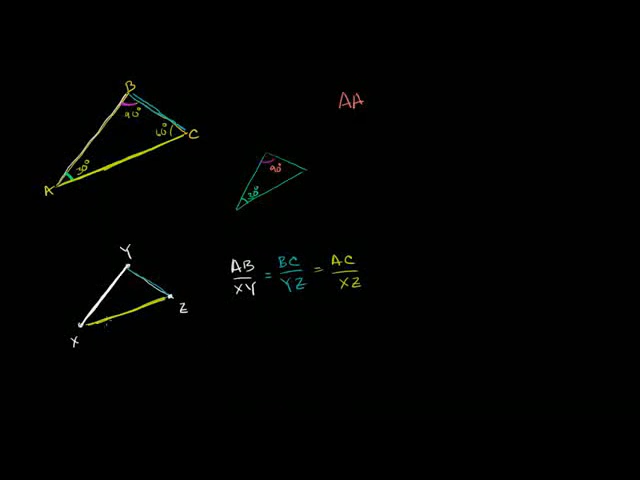 B
AA
90°
60°
C
30°
A
90°
30°
Y
AB/XY = BC/YZ = AC/XZ
Z
X